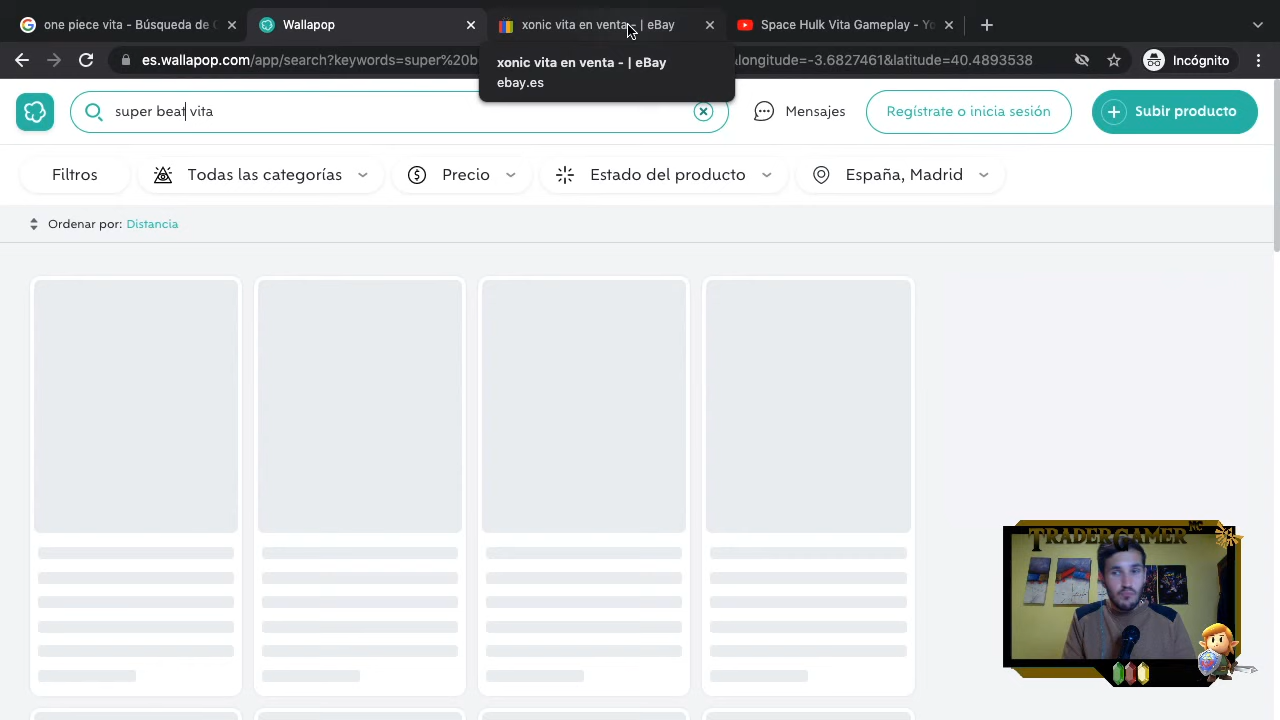 one piece vita - Búsqueda de G
Wallapop
xonic vita en venta - | eBay
Space Hulk Vita Gameplay - Yo
es.wallapop.com/app/search?keywords=super%20b
longitude=-3.6827461&latitude=40.4893538
Incógnito
xonic vita en venta - | eBay
ebay.es
super beat vita
Mensajes
Regístrate o inicia sesión
Subir producto
Filtros
Todas las categorías
Precio
Estado del producto
España, Madrid
Ordenar por: Distancia
TRADERGAMER